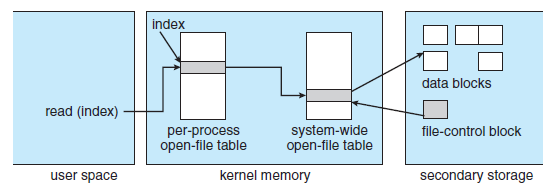 index
read (index)
per-process
open-file table
system-wide
open-file table
data blocks
file-control block
user space
kernel memory
secondary storage